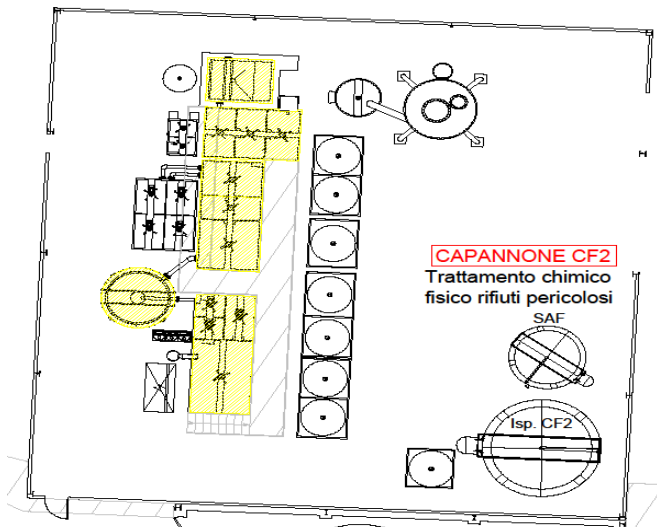 CAPANNONE CF2
Trattamento chimico
fisico rifiuti pericolosi
SAF
Isp. CF2